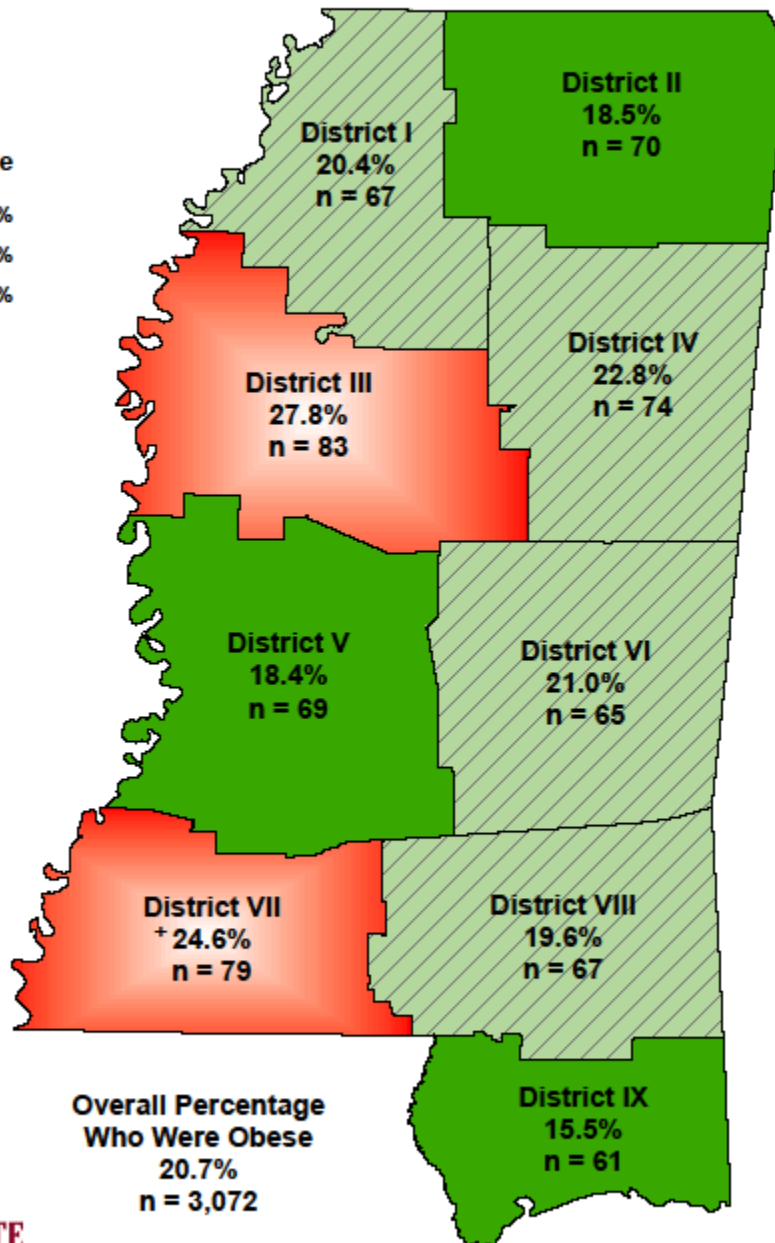 District II
18.5%
n = 70
District I
20.4%
n = 67
%
%
%
District IV
22.8%
n = 74
District III
27.8%
n = 83
District V
18.4%
n = 69
District VI
21.0%
n = 65
District VII
+ 24.6%
n = 79
District VIII
19.6%
n = 67
Overall Percentage
Who Were Obese
20.7%
n = 3,072
District IX
15.5%
n = 61